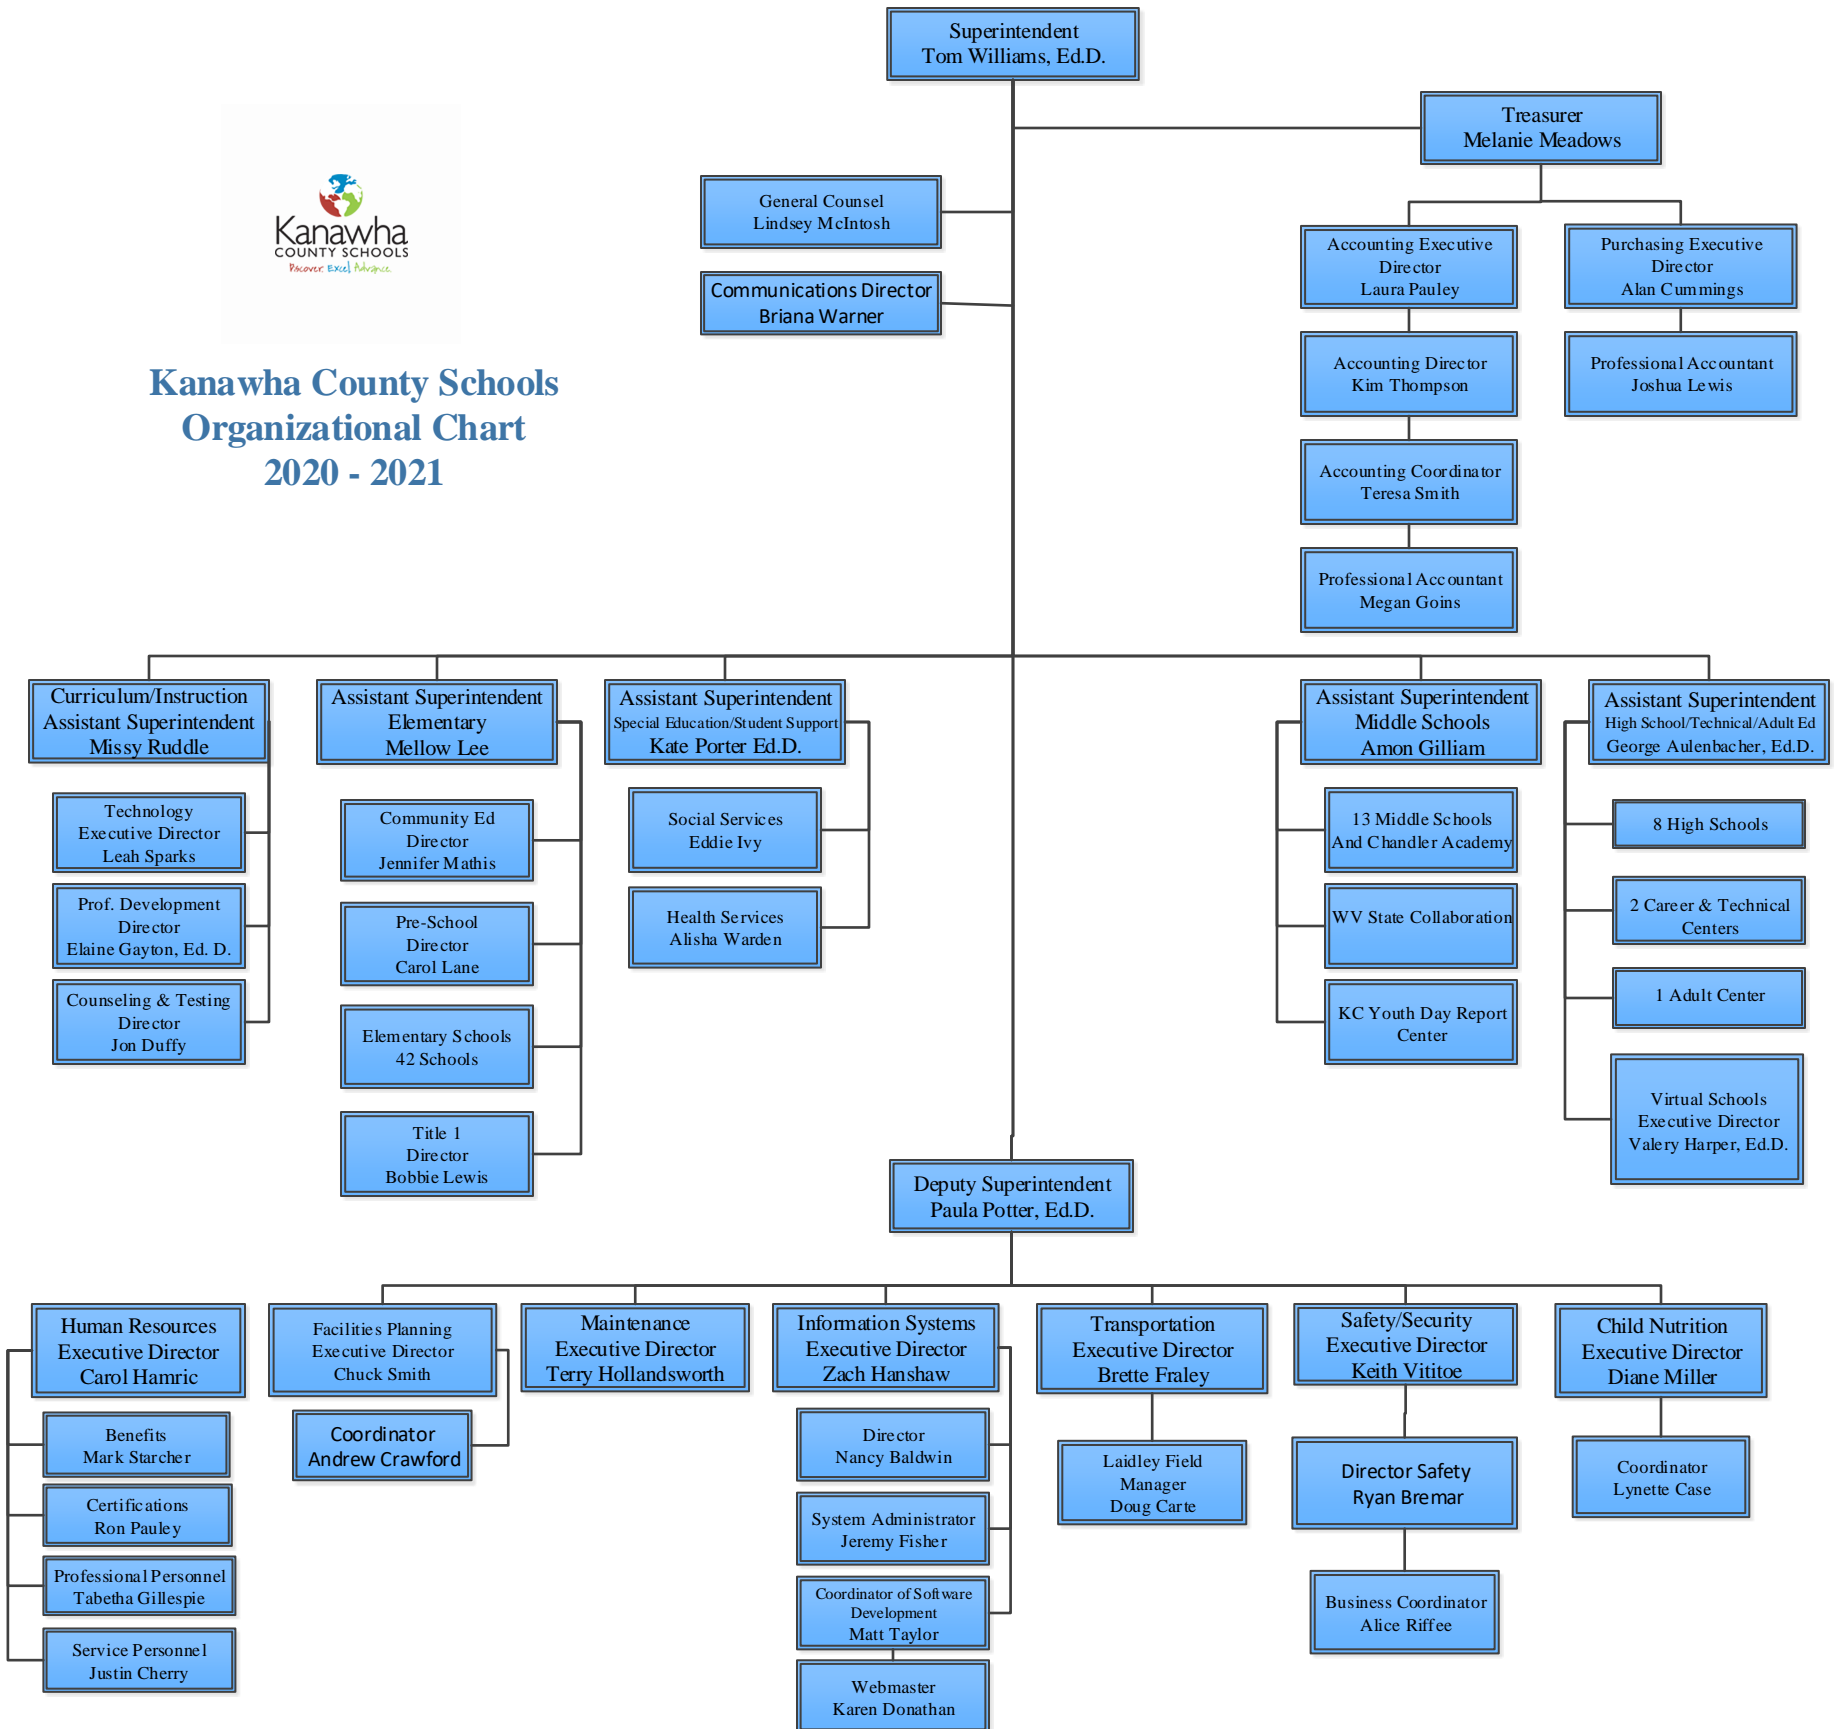 Superintendent
Tom Williams, Ed.D.
Treasurer
Melanie Meadows
General Counsel
Lindsey McIntosh
Communications Director
Briana Warner
Kanawha
COUNTY SCHOOLS
Discover. Excel. Advance.
Kanawha County Schools
Organizational Chart
2020 - 2021
Accounting Executive
Director
Laura Pauley
Purchasing Executive
Director
Alan Cummings
Accounting Director
Kim Thompson
Professional Accountant
Joshua Lewis
Accounting Coordinator
Teresa Smith
Professional Accountant
Megan Goins
Curriculum/Instruction
Assistant Superintendent
Missy Ruddle
Technology
Executive Director
Leah Sparks
Prof. Development
Director
Elaine Gayton, Ed. D.
Counseling & Testing
Director
Jon Duffy
Assistant Superintendent
Elementary
Mellow Lee
Community Ed
Director
Jennifer Mathis
Pre-School
Director
Carol Lane
Elementary Schools
42 Schools
Title 1
Director
Bobbie Lewis
Assistant Superintendent
Special Education/Student Support
Kate Porter Ed.D.
Social Services
Eddie Ivy
Health Services
Alisha Warden
Assistant Superintendent
Middle Schools
Amon Gilliam
13 Middle Schools
And Chandler Academy
WV State Collaboration
KC Youth Day Report
Center
Assistant Superintendent
High School/Technical/Adult Ed
George Aulenbacher, Ed.D.
8 High Schools
2 Career & Technical
Centers
1 Adult Center
Virtual Schools
Executive Director
Valery Harper, Ed.D.
Deputy Superintendent
Paula Potter, Ed.D.
Human Resources
Executive Director
Carol Hamric
Benefits
Mark Starcher
Certifications
Ron Pauley
Professional Personnel
Tabetha Gillespie
Service Personnel
Justin Cherry
Facilities Planning
Executive Director
Chuck Smith
Coordinator
Andrew Crawford
Maintenance
Executive Director
Terry Hollandsworth
Information Systems
Executive Director
Zach Hanshaw
Director
Nancy Baldwin
System Administrator
Jeremy Fisher
Coordinator of Software
Development
Matt Taylor
Webmaster
Karen Donathan
Transportation
Executive Director
Brette Fraley
Laidley Field
Manager
Doug Carte
Safety/Security
Executive Director
Keith Vititoe
Director Safety
Ryan Bremar
Business Coordinator
Alice Riffee
Child Nutrition
Executive Director
Diane Miller
Coordinator
Lynette Case